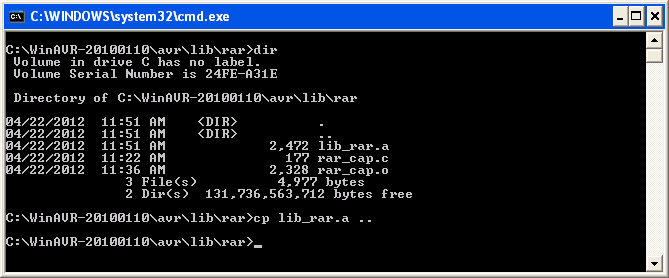 C:\WINDOWS\system32\cmd.exe
C:\WinAVR-20100110\avr\lib\rar>dir
 Volume in drive C has no label.
 Volume Serial Number is 24FE-A31E
 Directory of C:\WinAVR-20100110\avr\lib\rar
04/22/2012  11:51 AM    <DIR>          .
04/22/2012  11:51 AM    <DIR>          ..
04/22/2012  11:51 AM             2,472 lib_rar.a
04/22/2012  11:22 AM               177 rar_cap.c
04/22/2012  11:36 AM             2,328 rar_cap.o
               3 File(s)          4,977 bytes
               2 Dir(s)  131,736,563,712 bytes free
C:\WinAVR-20100110\avr\lib\rar>cp lib_rar.a ..
C:\WinAVR-20100110\avr\lib\rar>_